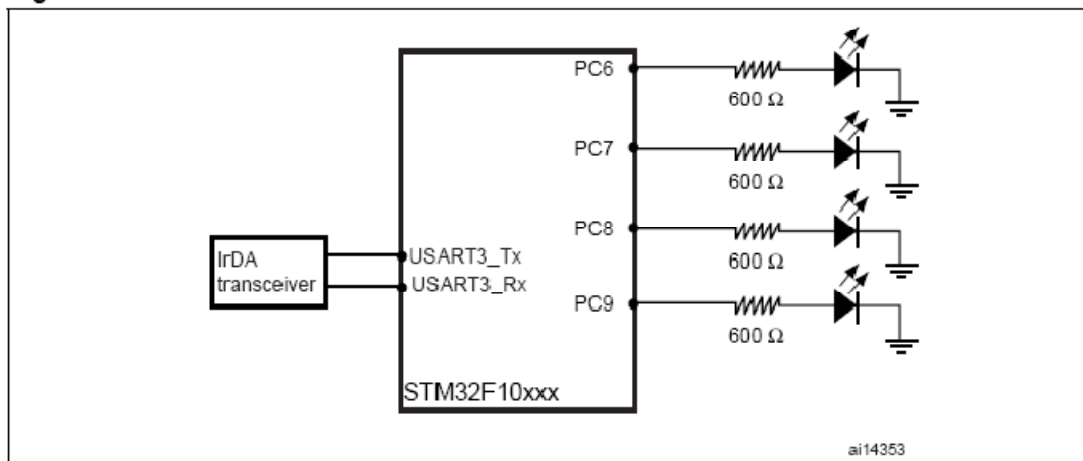 PC6
600 Ω
PC7
600 Ω
PC8
600 Ω
PC9
600 Ω
IrDA
transceiver
USART3_Tx
USART3_Rx
STM32F10xxx
ai14353